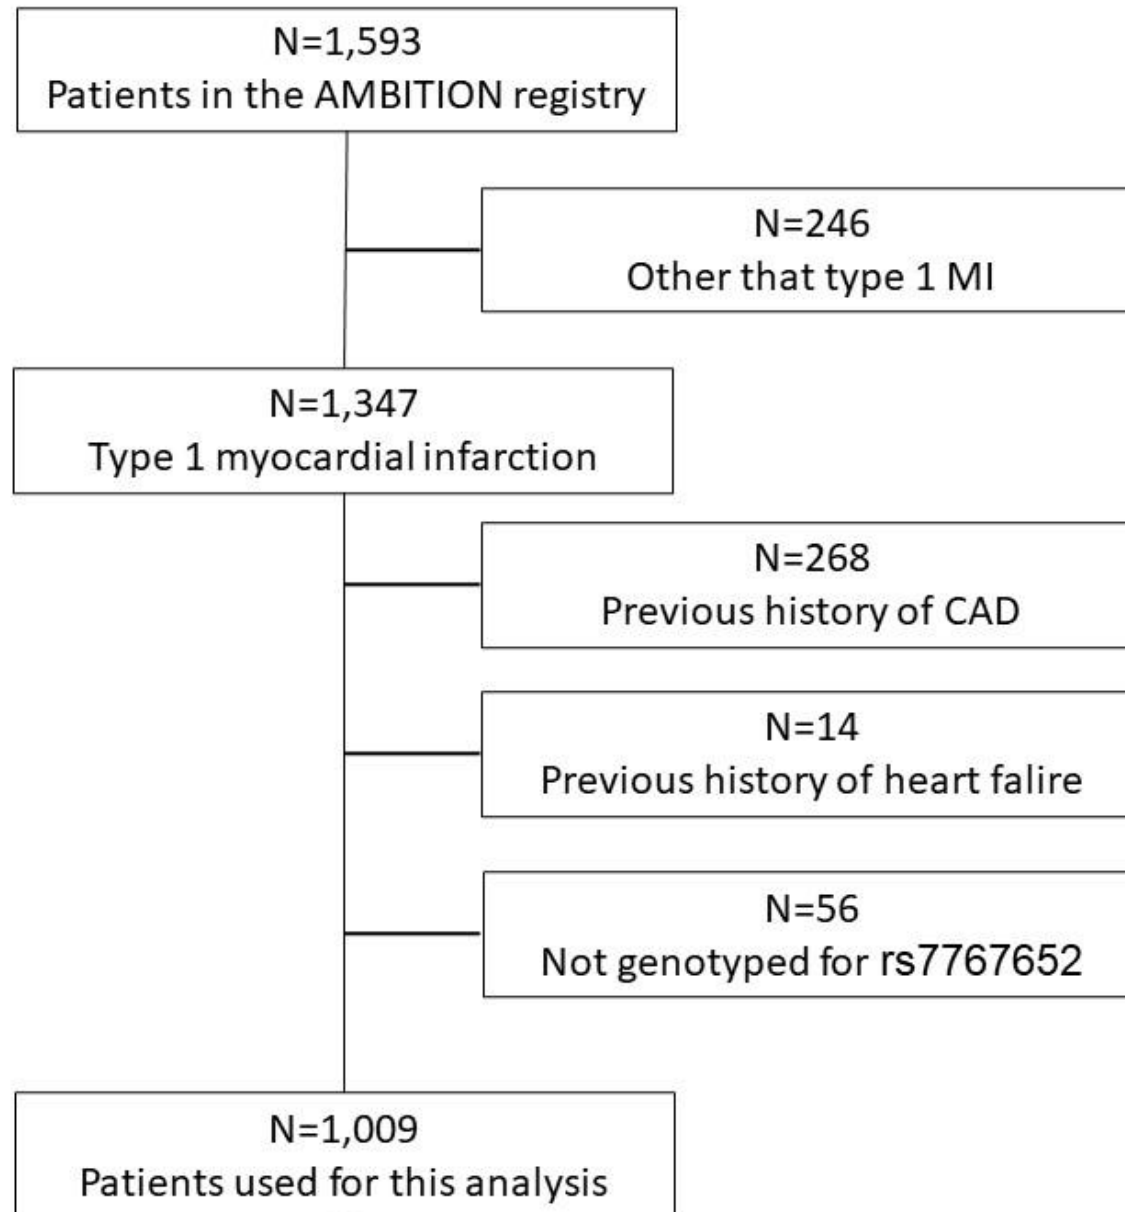 N=1,593
Patients in the AMBITION registry
N=246
Other that type 1 MI
N=1,347
Type 1 myocardial infarction
N=268
Previous history of CAD
N=14
Previous history of heart falire
N=56
Not genotyped for rs7767652
N=1,009
Patients used for this analysis